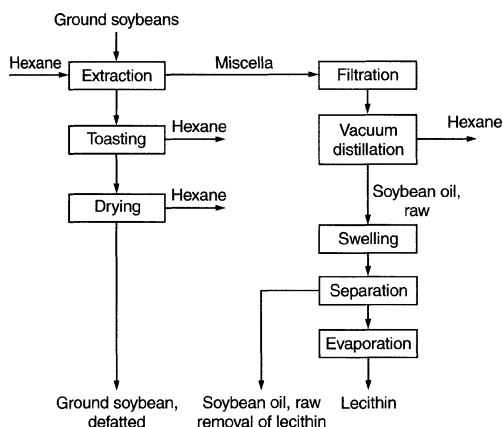 Ground soybeans
Hexane
Extraction
Miscella
Filtration
Toasting
Hexane
Vacuum
distillation
Hexane
Drying
Hexane
Soybean oil,
raw
Swelling
Separation
Evaporation
Ground soybean,
defatted
Soybean oil, raw
removal of lecithin
Lecithin